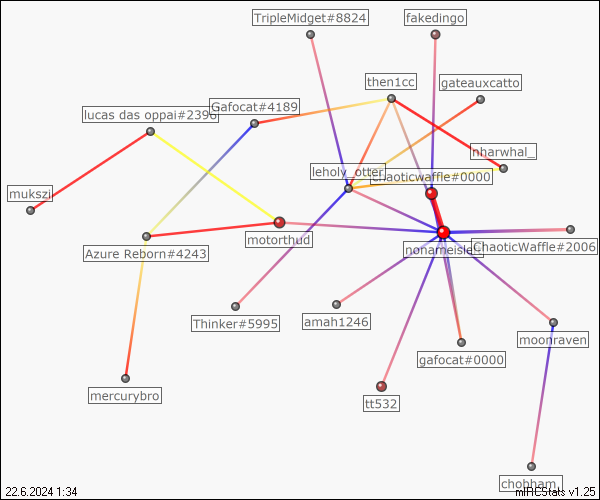 TripleMidget#8824
fakedingo
then1cc
gateauxcatto
Gafocat#4189
lucas das oppai#2396
nharwhal_
leholy_otter
chaoticwaffle#0000
mukszi
motorthud
nonameisleft
ChaoticWaffle#2006
Azure Reborn#4243
Thinker#5995
amah1246
moonraven
gafocat#0000
mercurybro
tt532
chobham_
22.6.2024 1:34
mIRCStats v1.25